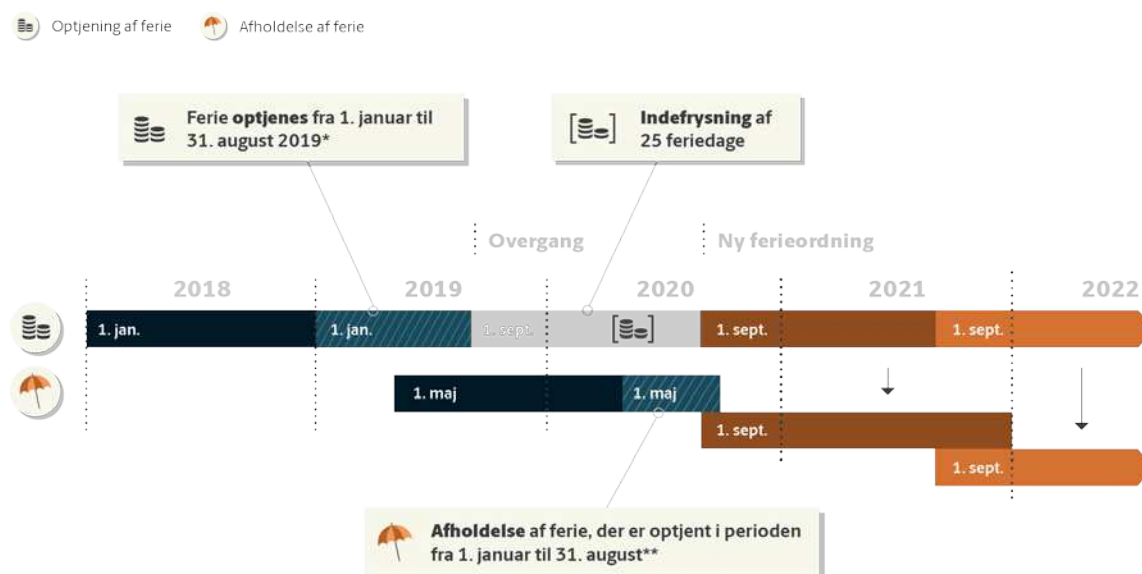 Optjening af ferie
Afholdelse af ferie
Ferie optjenes fra 1. januar til
31. august 2019*
[ ] Indefrysning af
25 feriedage
Overgang
Ny ferieordning
2018
2019
2020
2021
2022
1. jan.
1. jan.
1. sept.
[ ]
1. sept.
1. sept.
1. maj
1. maj
1. sept.
1. sept.
Afholdelse af ferie, der er optjent i perioden
fra 1. januar til 31. august**